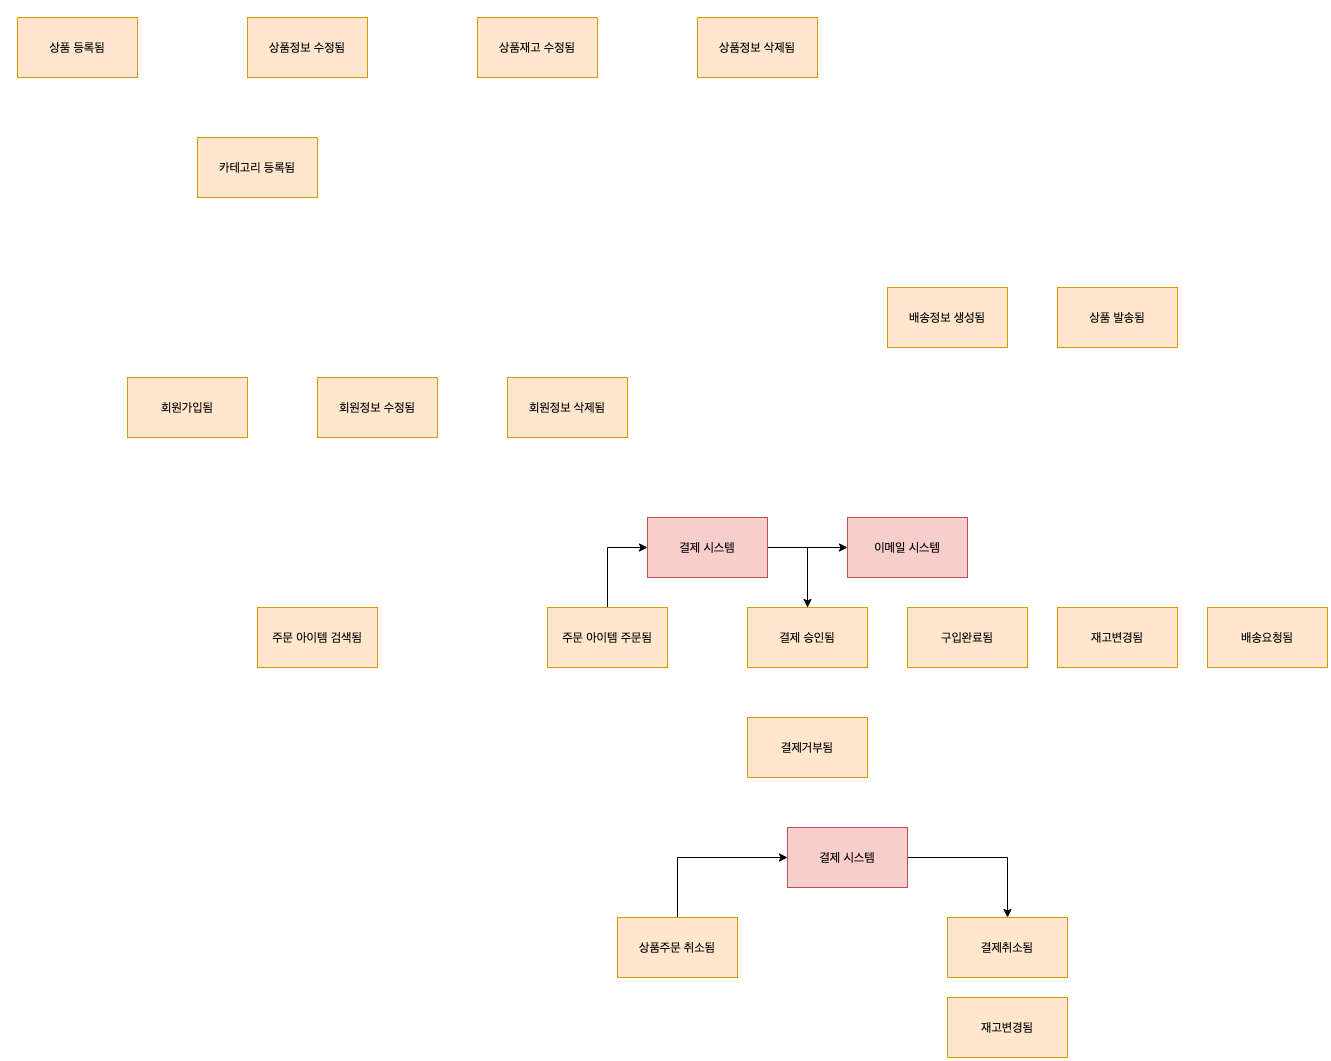 상품 등록됨
상품정보 수정됨
상품재고 수정됨
상품정보 삭제됨
카테고리 등록됨
배송정보 생성됨
상품 발송됨
회원가입됨
회원정보 수정됨
회원정보 삭제됨
결제 시스템
이메일 시스템
주문 아이템 검색됨
주문 아이템 주문됨
결제 승인됨
구입완료됨
재고변경됨
배송요청됨
결제거부됨
결제 시스템
상품주문 취소됨
결제취소됨
재고변경됨